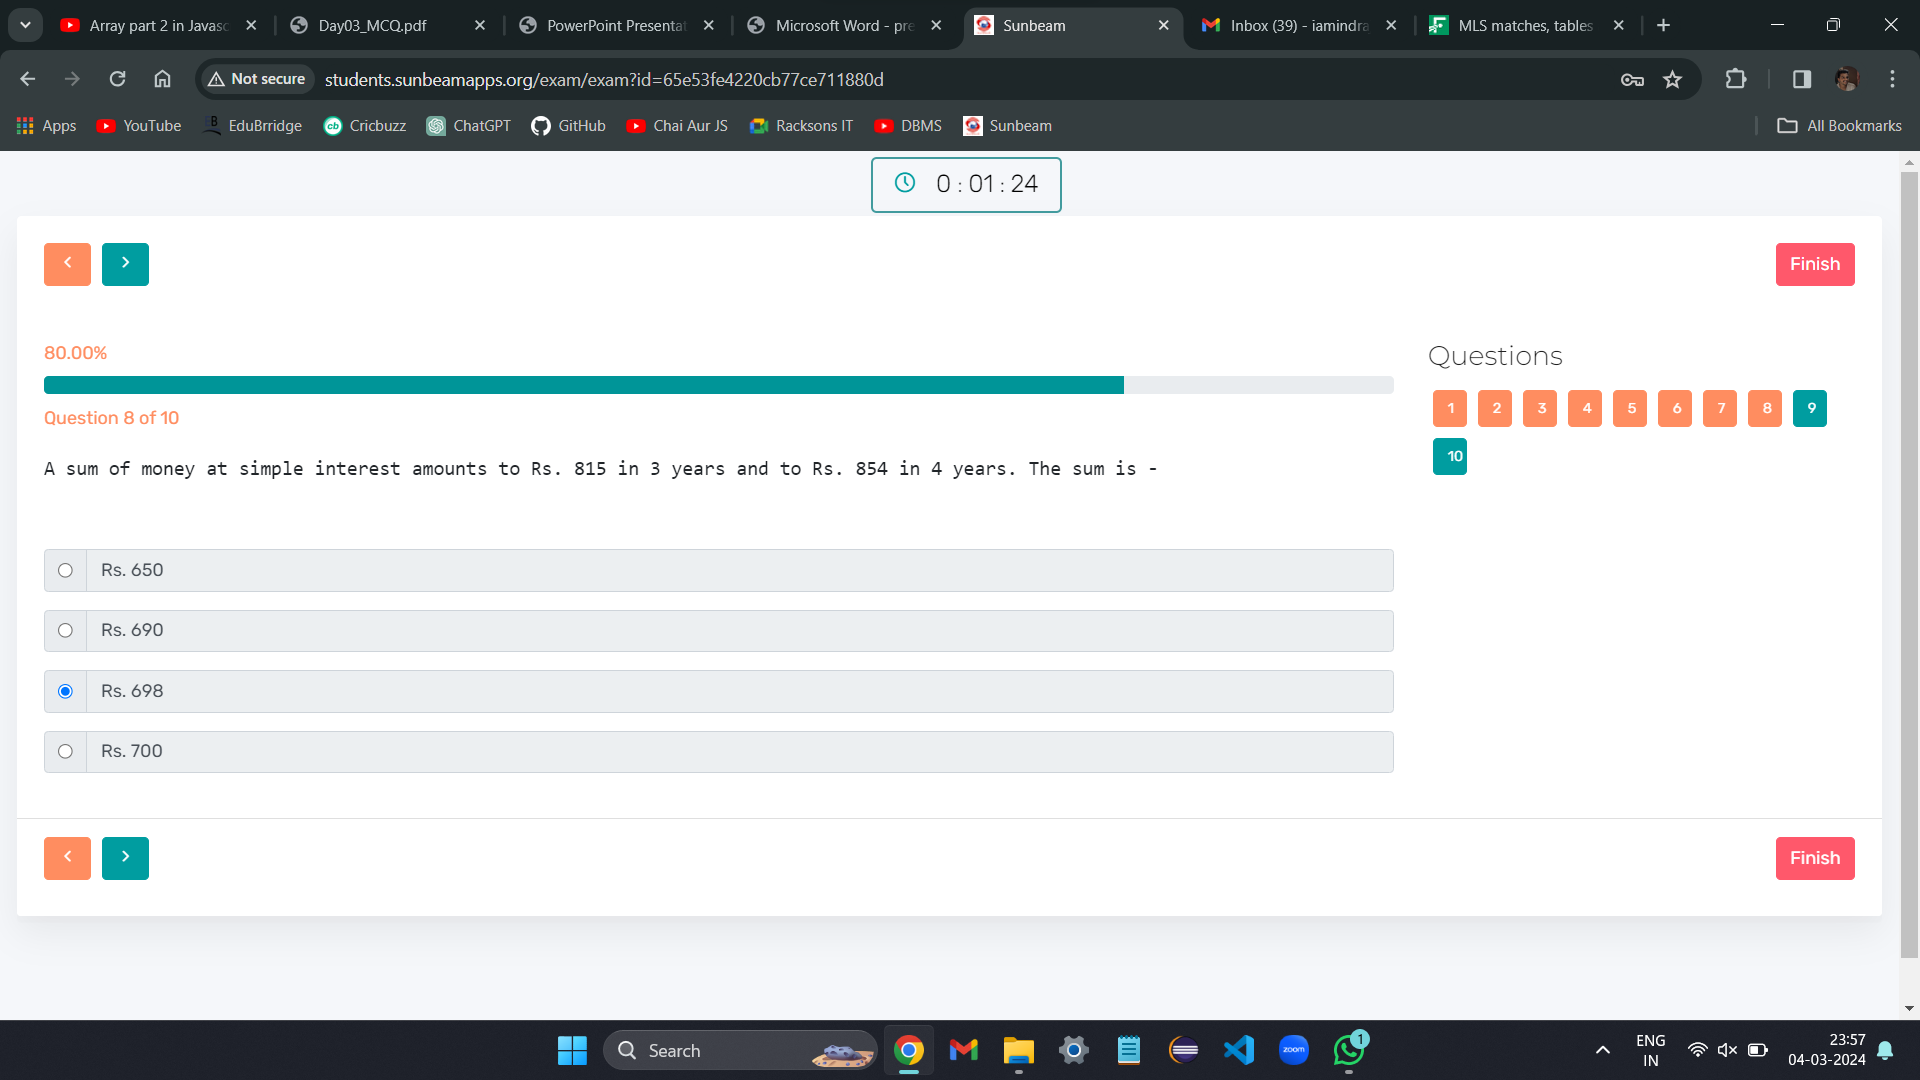 Array part 2 in Javasc
Day03_MCQ.pdf
PowerPoint Presentat
Microsoft Word - pre
Sunbeam
Inbox (39) - iamindra
MLS matches, tables
Not secure
students.sunbeamapps.org/exam/exam?id=65e53fe4220cb77ce711880d
Apps
YouTube
EduBrridge
Cricbuzz
ChatGPT
GitHub
Chai Aur JS
Racksons IT
DBMS
Sunbeam
All Bookmarks
0 : 01 : 24
Finish
80.00%
Question 8 of 10
A sum of money at simple interest amounts to Rs. 815 in 3 years and to Rs. 854 in 4 years. The sum is -
Rs. 650
Rs. 690
Rs. 698
Rs. 700
Questions
1 2 3 4 5 6 7 8 9
10
Finish
Search
zoom
1
ENG
IN
23:57
04-03-2024